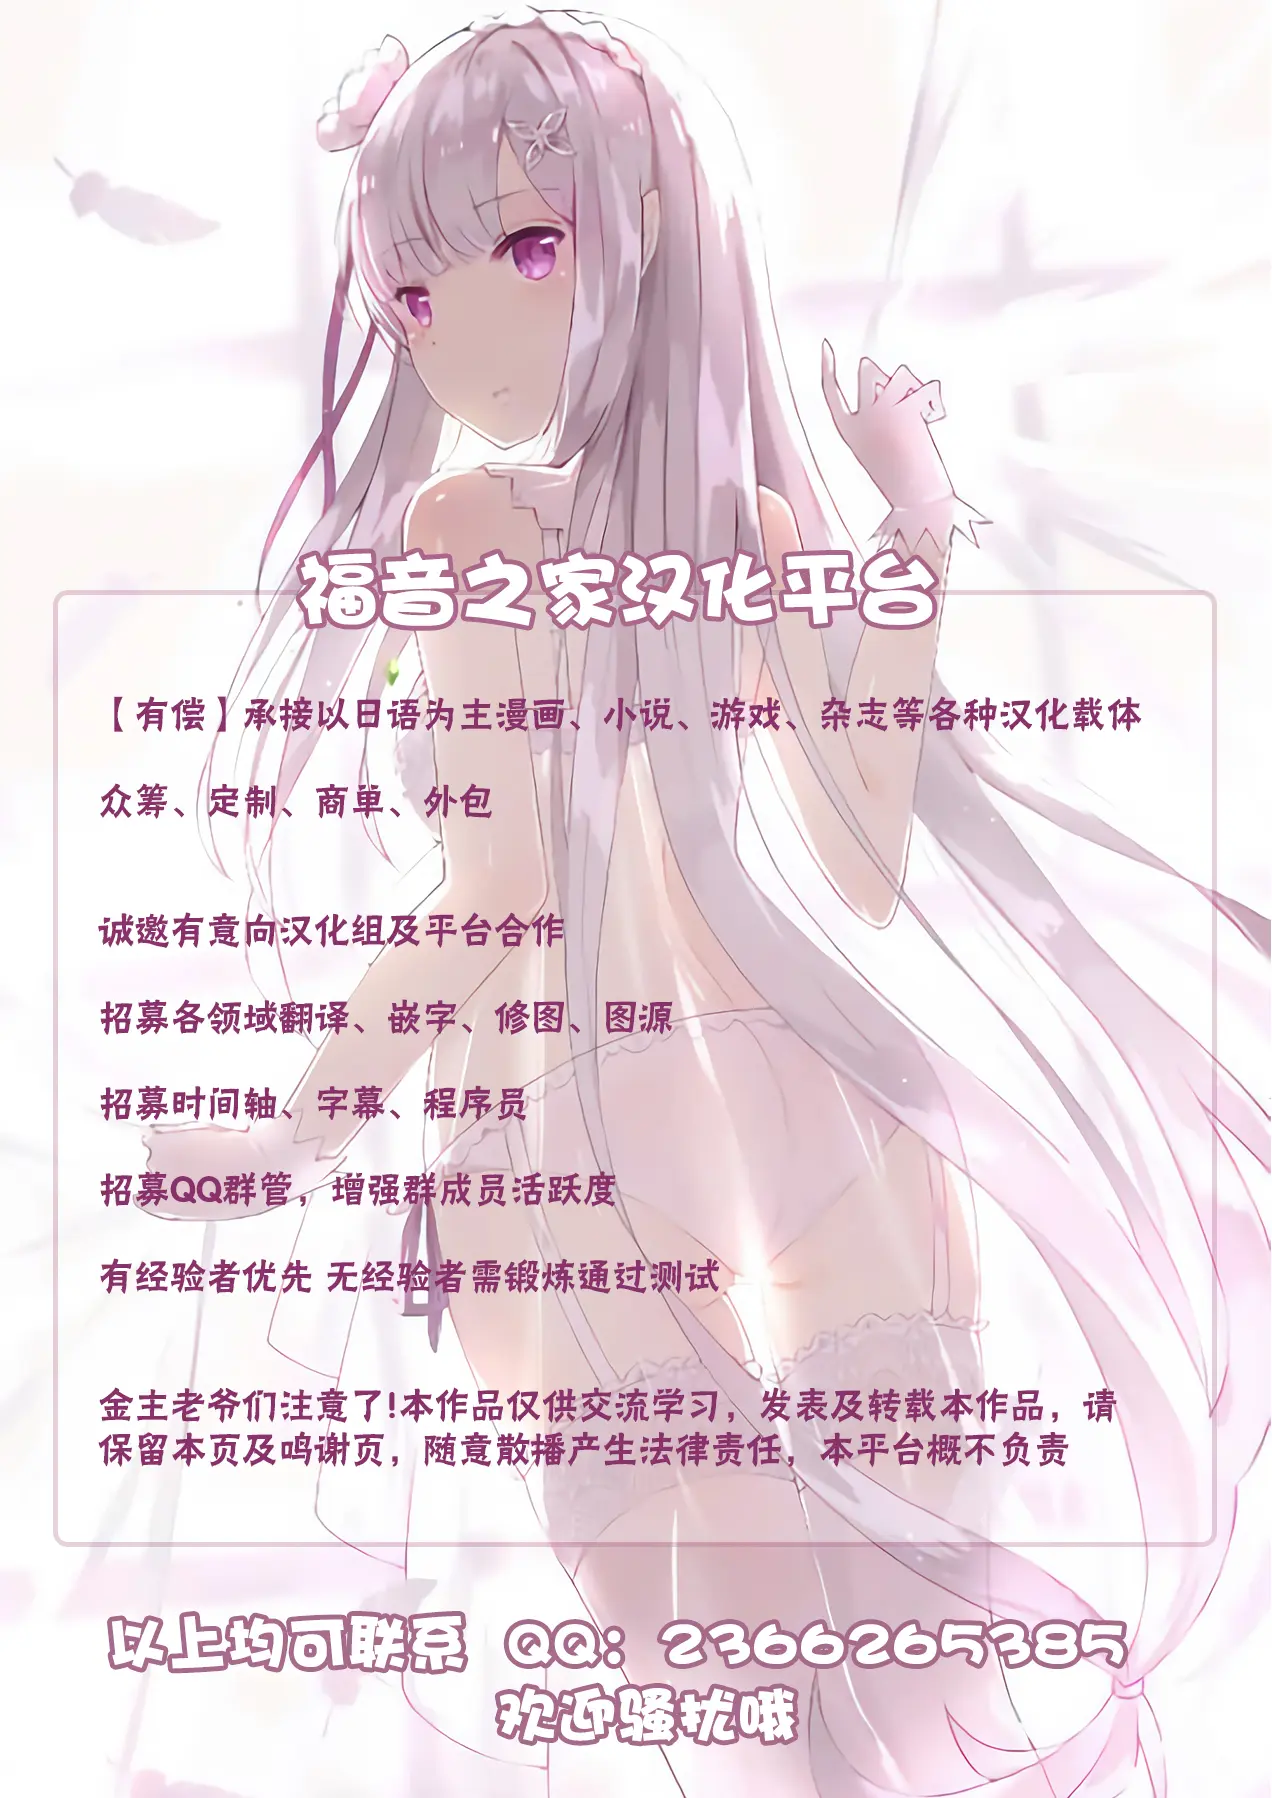 福音之家汉化平台
【有偿】承接以日语为主漫画、小说、游戏、杂志等各种汉化载体
众筹、定制、商单、外包
诚邀有意向汉化组及平台合作
招募各领域翻译、嵌字、修图、图源
招募时间轴、字幕、程序员
招募QQ群管，增强群成员活跃度
有经验者优先 无经验者需锻炼通过测试
金主老爷们注意了!本作品仅供交流学习，发表及转载本作品，请
保留本页及鸣谢页，随意散播产生法律责任，本平台概不负责
以上均可联系 QQ：2366265385
欢迎骚扰哦